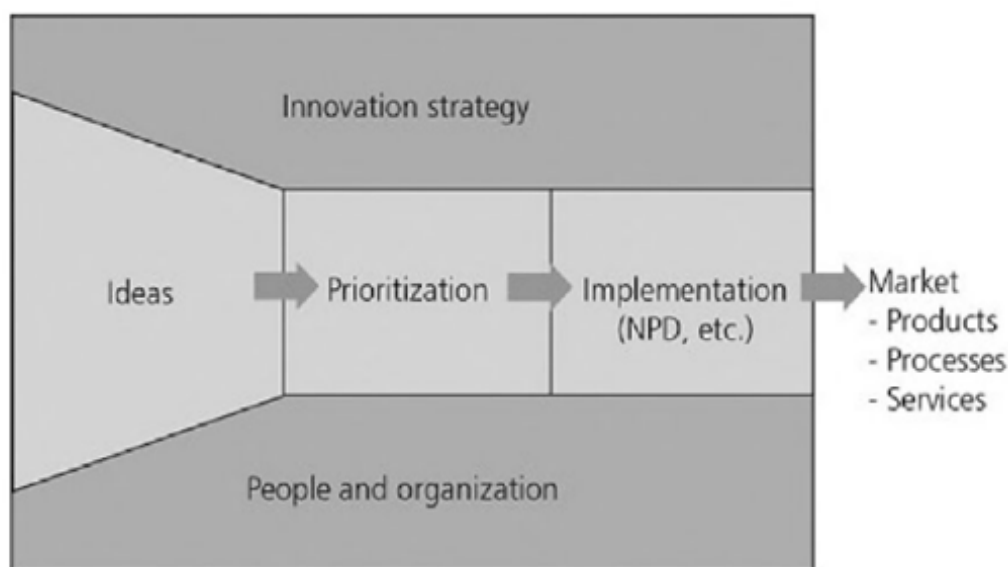 Innovation strategy
Ideas
Prioritization
Implementation
(NPD, etc.)
Market
- Products
- Processes
- Services
People and organization